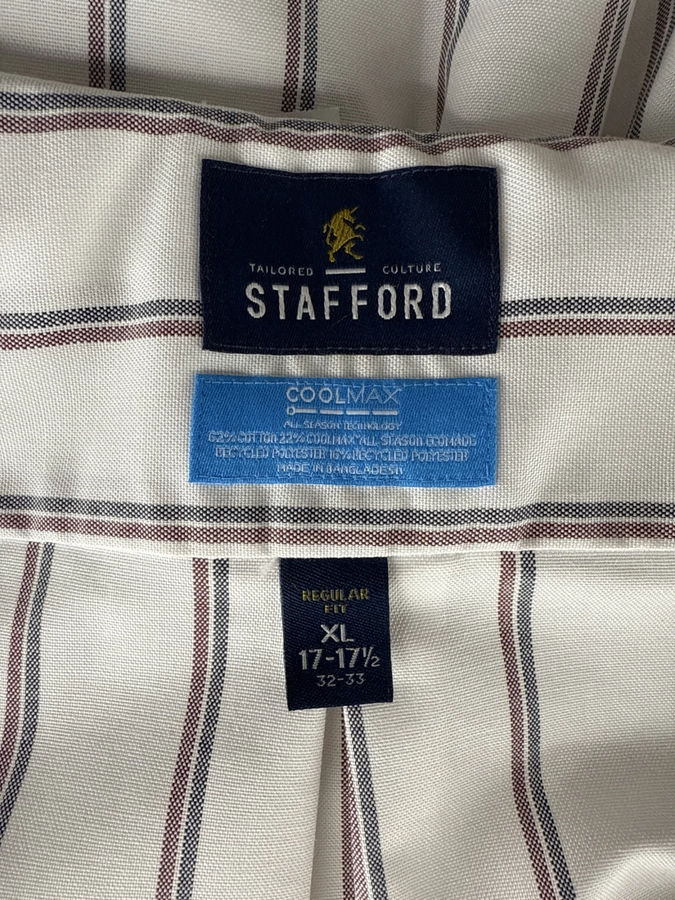 TAILORED CULTURE
STAFFORD
COOLMAX
ALL SEASON TECHNOLOGY
62% COTTON 22% COOLMAX ALL SEASON ECOMADE
RECYCLED POLYESTER 16% RECYCLED POLYESTER
MADE IN BANGLADESH
REGULAR
FIT
XL
17-17½
32-33